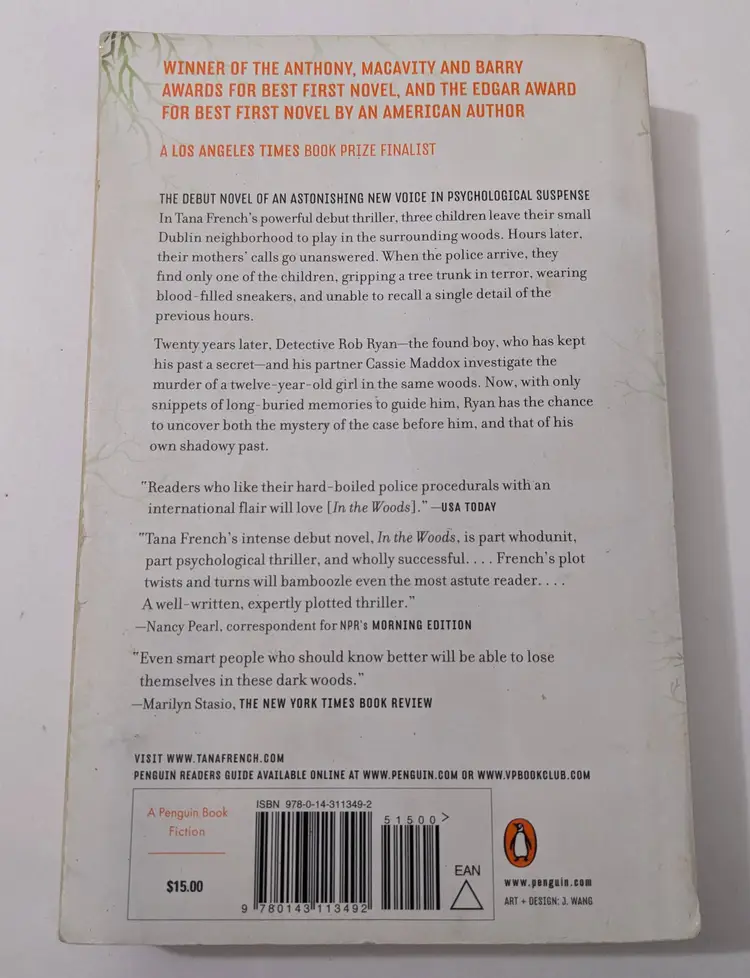 WINNER OF THE ANTHONY, MACAVITY AND BARRY
AWARDS FOR BEST FIRST NOVEL, AND THE EDGAR AWARD
FOR BEST FIRST NOVEL BY AN AMERICAN AUTHOR
A LOS ANGELES TIMES BOOK PRIZE FINALIST
THE DEBUT NOVEL OF AN ASTONISHING NEW VOICE IN PSYCHOLOGICAL SUSPENSE
In Tana French's powerful debut thriller, three children leave their small
Dublin neighborhood to play in the surrounding woods. Hours later,
their mothers' calls go unanswered. When the police arrive, they
find only one of the children, gripping a tree trunk in terror, wearing
blood-filled sneakers, and unable to recall a single detail of the
previous hours.
Twenty years later, Detective Rob Ryan—the found boy, who has kept
his past a secret—and his partner Cassie Maddox investigate the
murder of a twelve-year-old girl in the same woods. Now, with only
snippets of long-buried memories to guide him, Ryan has the chance
to uncover both the mystery of the case before him, and that of his
own shadowy past.
"Readers who like their hard-boiled police procedurals with an
international flair will love [In the Woods]." —USA TODAY
"Tana French's intense debut novel, In the Woods, is part whodunit,
part psychological thriller, and wholly successful. . . . French's plot
twists and turns will bamboozle even the most astute reader. . . .
A well-written, expertly plotted thriller."
—Nancy Pearl, correspondent for NPR's MORNING EDITION
"Even smart people who should know better will be able to lose
themselves in these dark woods."
—Marilyn Stasio, THE NEW YORK TIMES BOOK REVIEW
VISIT WWW.TANAFRENCH.COM
PENGUIN READERS GUIDE AVAILABLE ONLINE AT WWW.PENGUIN.COM OR WWW.VPBOOKCLUB.COM
A Penguin Book
Fiction
$15.00
ISBN 978-0-14-311349-2
51500>
9 780143 113492
EAN
www.penguin.com
ART + DESIGN: J. WANG